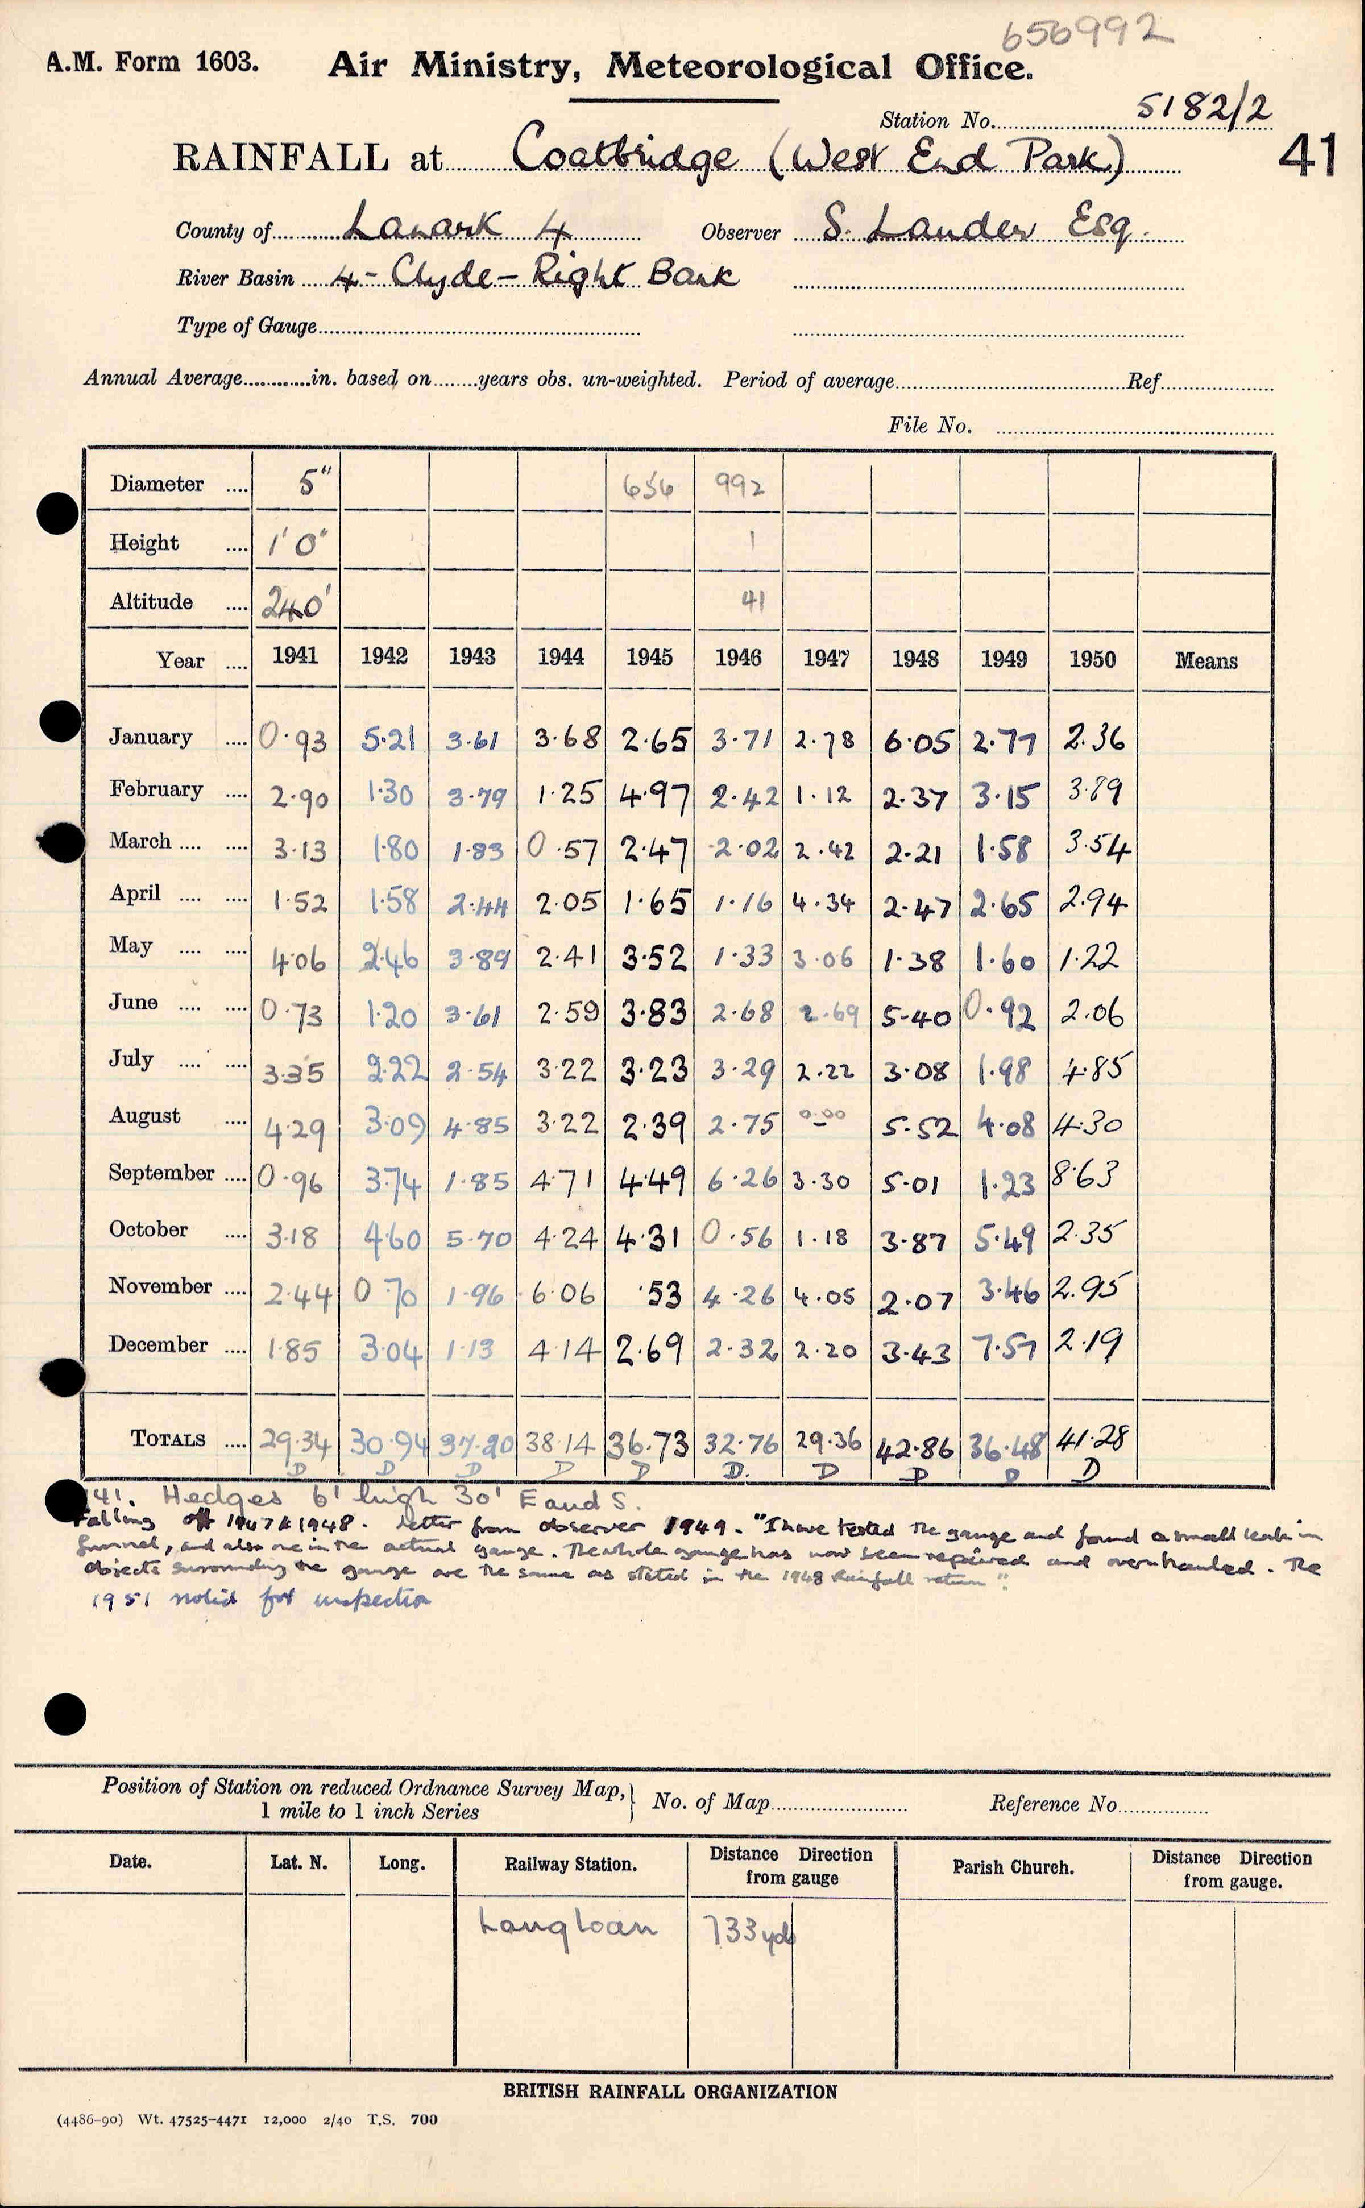 656992
A.M. Form 1603. Air Ministry, Meteorological Office.
Station No. 5182/2
RAINFALL at Coatbridge (West End Park) 41
County of Lanark 4 Observer S. Lauder Esq.
River Basin 4 - Clyde - Right Bank
Type of Gauge
Annual Average in. based on years obs. un-weighted. Period of average Ref
File No.
Diameter 5" 656 992
Height 1' 0" 1
Altitude 240' 41
Year 1941 1942 1943 1944 1945 1946 1947 1948 1949 1950 Means
January 0.93 5.21 3.61 3.68 2.65 3.71 2.78 6.05 2.77 2.36
February 2.90 1.30 3.79 1.25 4.97 2.42 1.12 2.37 3.15 3.89
March 3.13 1.80 1.83 0.57 2.47 2.02 2.42 2.21 1.58 3.54
April 1.52 1.58 2.44 2.05 1.65 1.16 4.34 2.47 2.65 2.94
May 4.06 2.46 3.89 2.41 3.52 1.33 3.06 1.38 1.60 1.22
June 0.73 1.20 3.61 2.59 3.83 2.68 2.69 5.40 0.92 2.06
July 3.35 2.22 2.54 3.22 3.23 3.29 2.22 3.08 1.98 4.85
August 4.29 3.09 4.85 3.22 2.39 2.75 0.00 5.52 4.08 4.30
September 0.96 3.74 1.85 4.71 4.49 6.26 3.30 5.01 1.23 8.63
October 3.18 4.60 5.70 4.24 4.31 0.56 1.18 3.87 5.49 2.35
November 2.44 0.70 1.96 6.06 .53 4.26 4.05 2.07 3.46 2.95
December 1.85 3.04 1.13 4.14 2.69 2.32 2.20 3.43 7.57 2.19
TOTALS 29.34 30.94 37.20 38.14 36.73 32.76 29.36 42.86 36.48 41.28
D D D D D D. D D D D
41. Hedges 6' high 30' E and S.
Falling off 1947 & 1948. Letter from observer 1949. "I have tested the gauge and found a small leak in
funnel, and also one in the actual gauge. The whole gauge has now been repaired and overhauled. The
objects surrounding the gauge are the same as stated in the 1948 Rainfall return".
1951 noted for inspection
Position of Station on reduced Ordnance Survey Map, No. of Map Reference No
1 mile to 1 inch Series
Date. Lat. N. Long. Railway Station. Distance Direction from gauge Parish Church. Distance Direction from gauge.
Langloan 733 yds
BRITISH RAINFALL ORGANIZATION
(4486-90) Wt. 47525-4471 12,000 2/40 T.S. 700